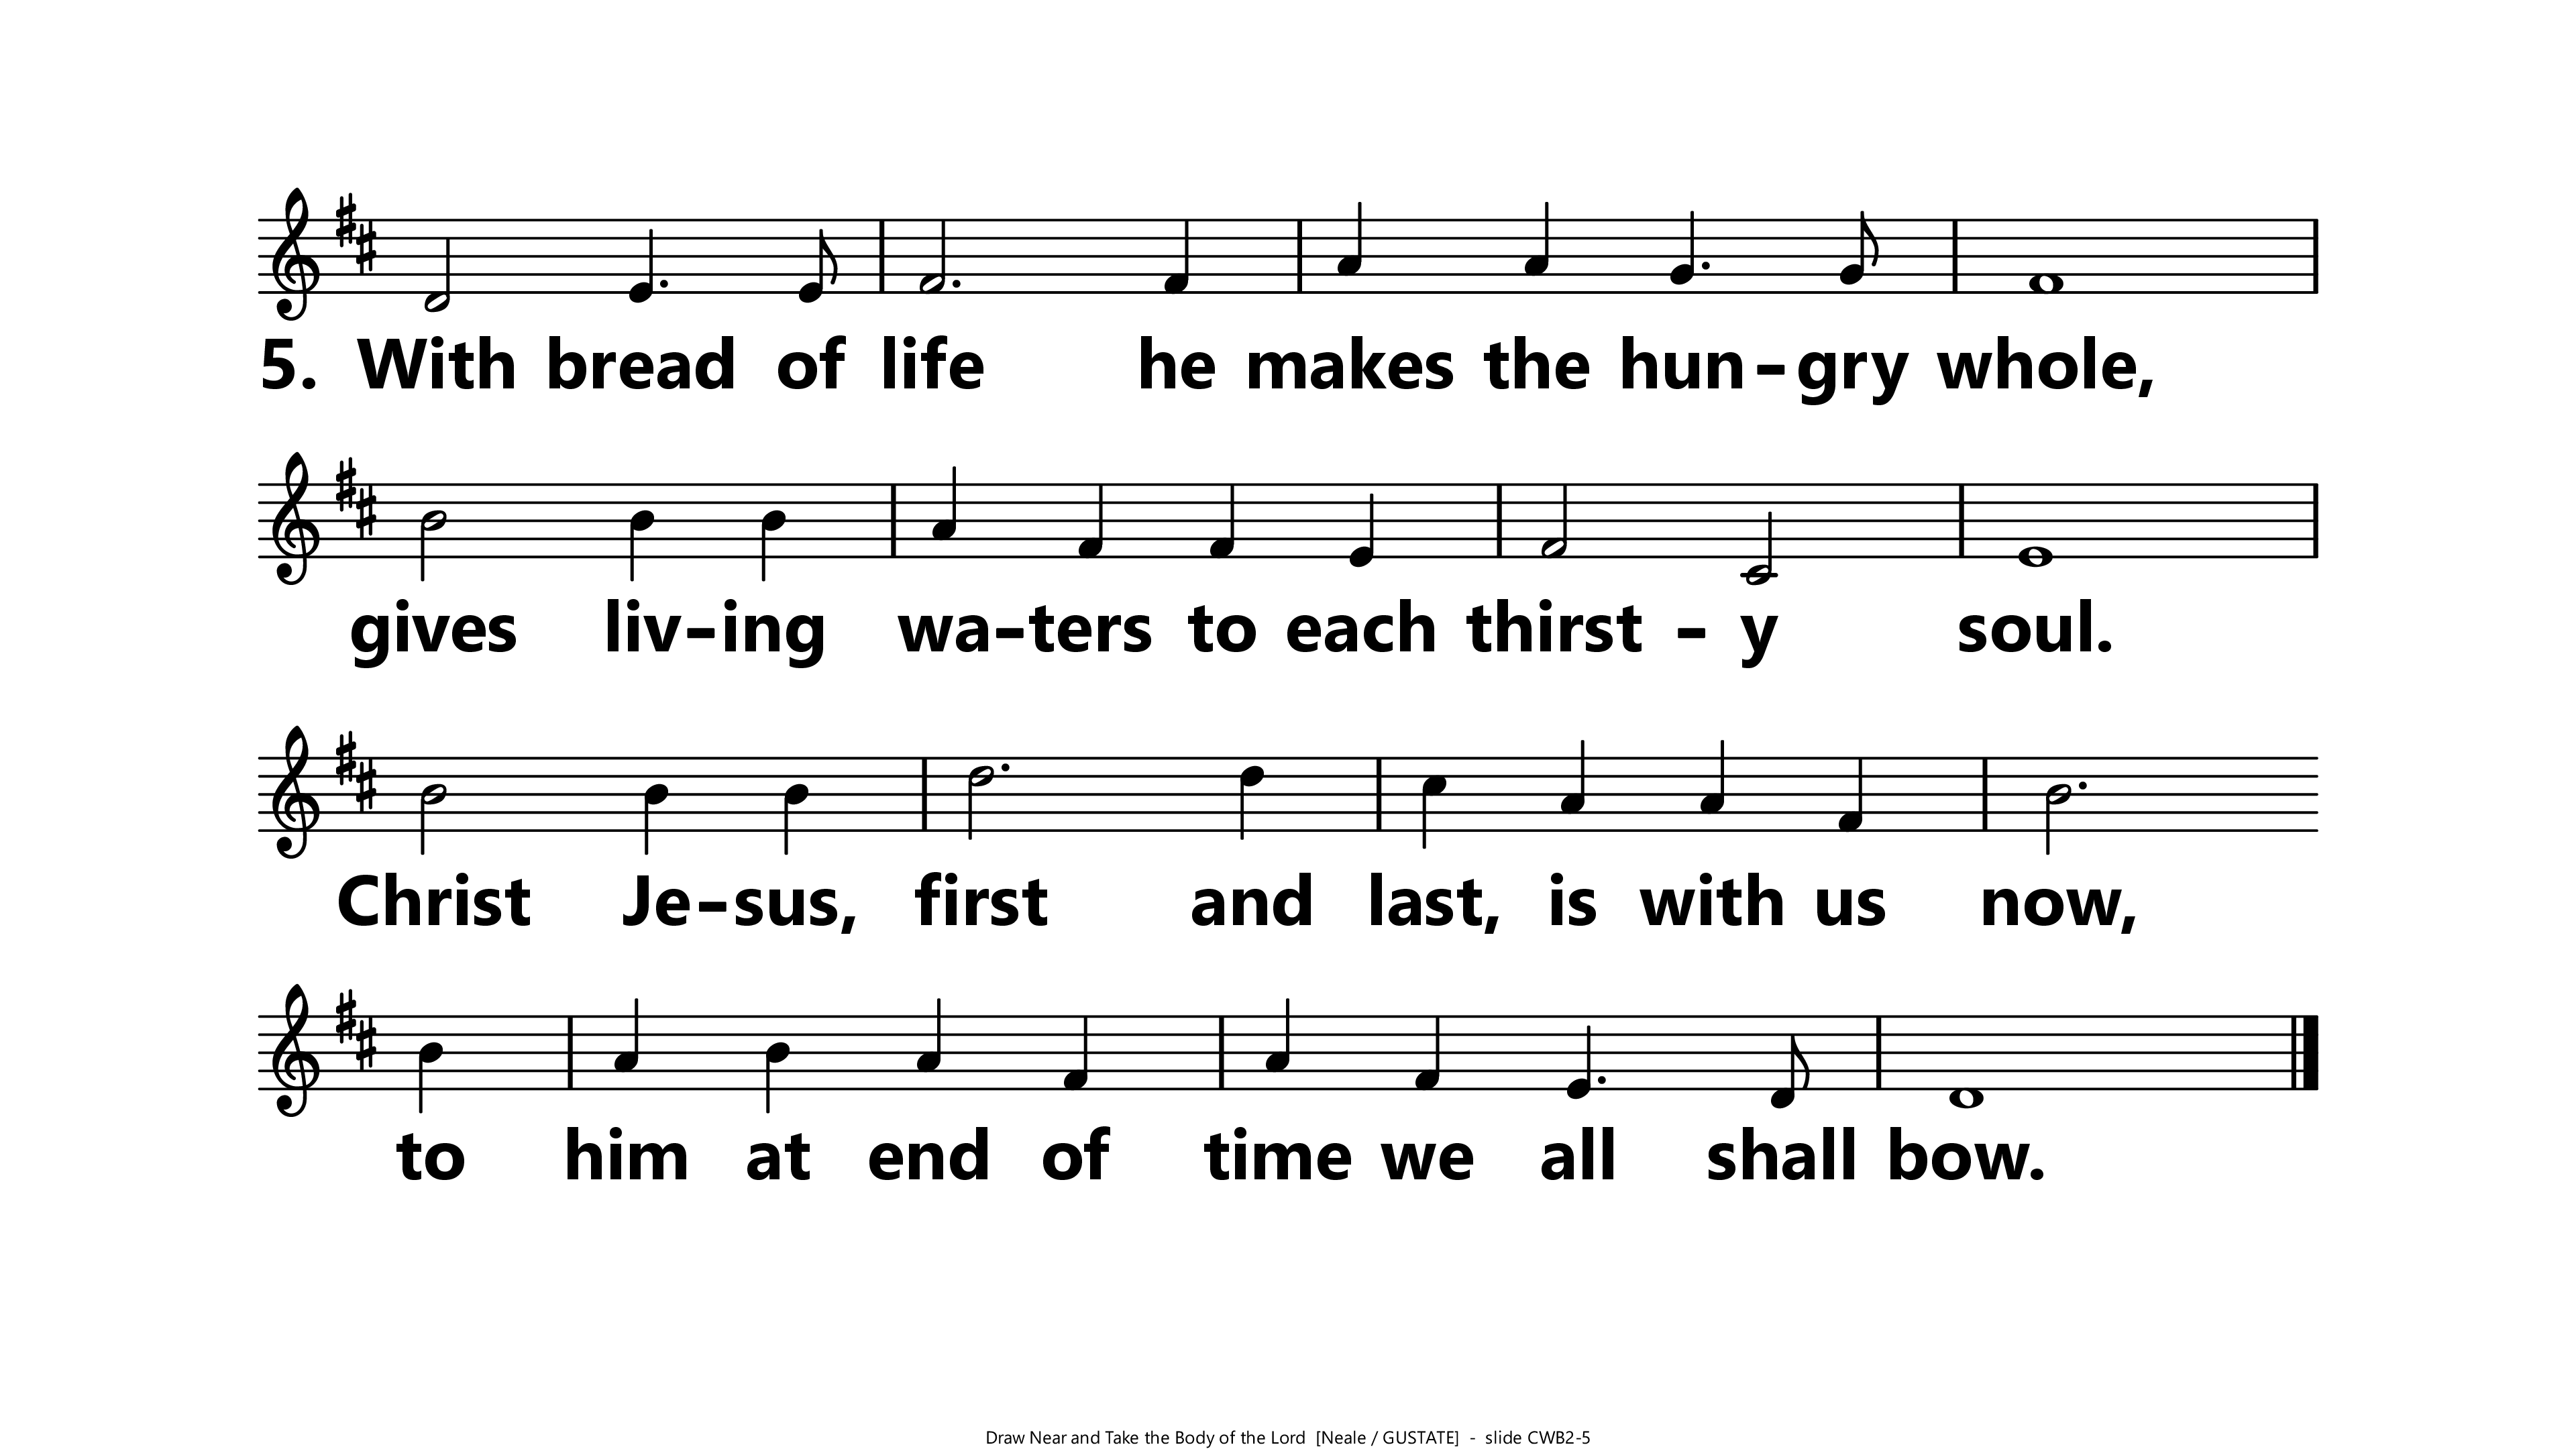 5. With bread of life he makes the hun-gry whole,
gives liv-ing wa-ters to each thirst - y soul.
Christ Je-sus, first and last, is with us now,
to him at end of time we all shall bow.
Draw Near and Take the Body of the Lord [Neale / GUSTATE] - slide CWB2-5